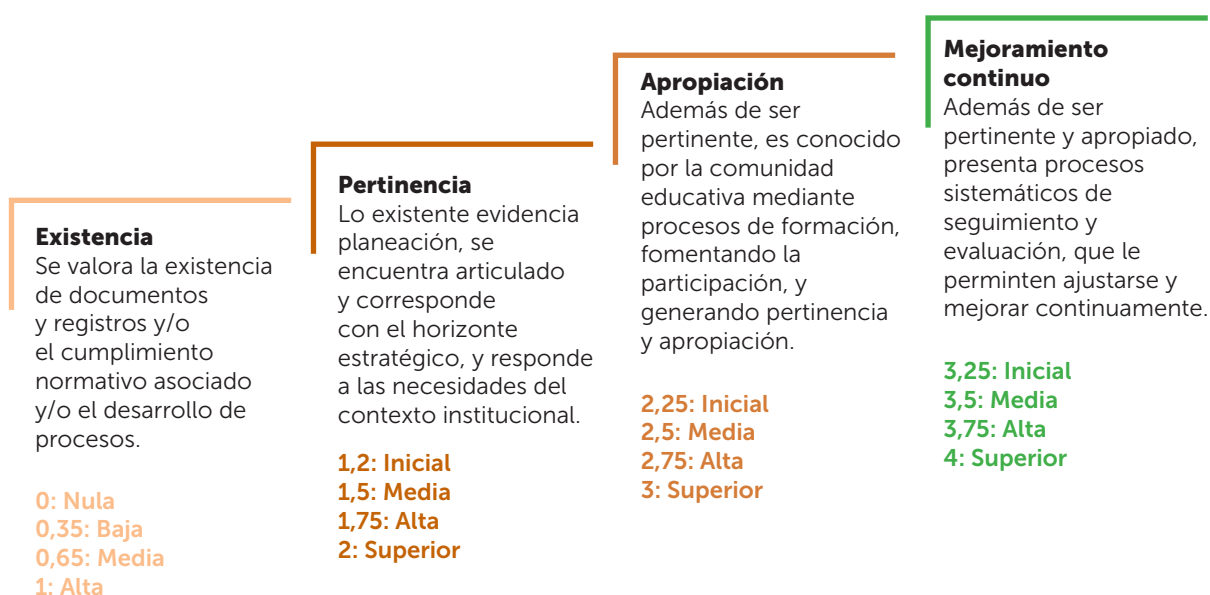 Existencia
Se valora la existencia
de documentos
y registros y/o
el cumplimiento
normativo asociado
y/o el desarrollo de
procesos.
0: Nula
0,35: Baja
0,65: Media
1: Alta
Pertinencia
Lo existente evidencia
planeación, se
encuentra articulado
y corresponde
con el horizonte
estratégico, y responde
a las necesidades del
contexto institucional.
1,2: Inicial
1,5: Media
1,75: Alta
2: Superior
Apropiación
Además de ser
pertinente, es conocido
por la comunidad
educativa mediante
procesos de formación,
fomentando la
participación, y
generando pertinencia
y apropiación.
2,25: Inicial
2,5: Media
2,75: Alta
3: Superior
Mejoramiento
continuo
Además de ser
pertinente y apropiado,
presenta procesos
sistemáticos de
seguimiento y
evaluación, que le
perminten ajustarse y
mejorar continuamente.
3,25: Inicial
3,5: Media
3,75: Alta
4: Superior